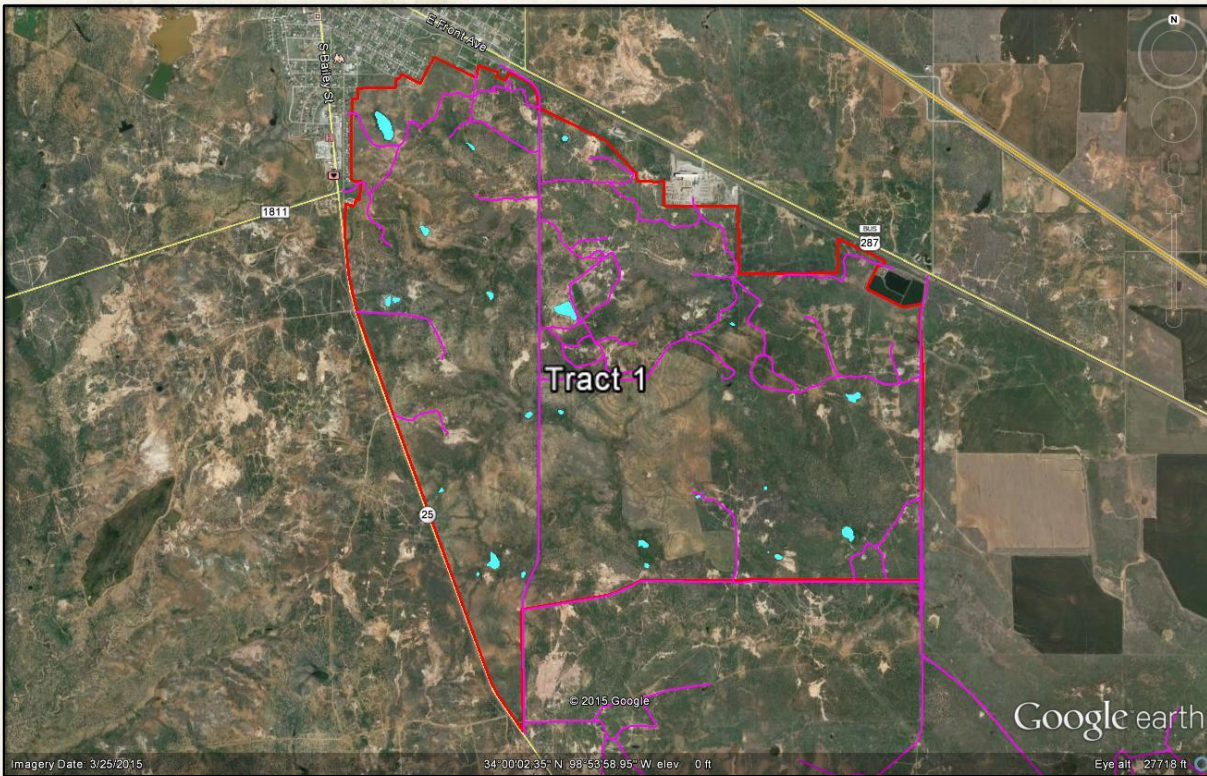 N
E Front Ave
S Bailey St
1811
BUS
287
Tract 1
25
© 2015 Google
Google earth
Imagery Date: 3/25/2015
34°00'02.35" N 98°53'58.95" W elev 0 ft
Eye alt 27718 ft